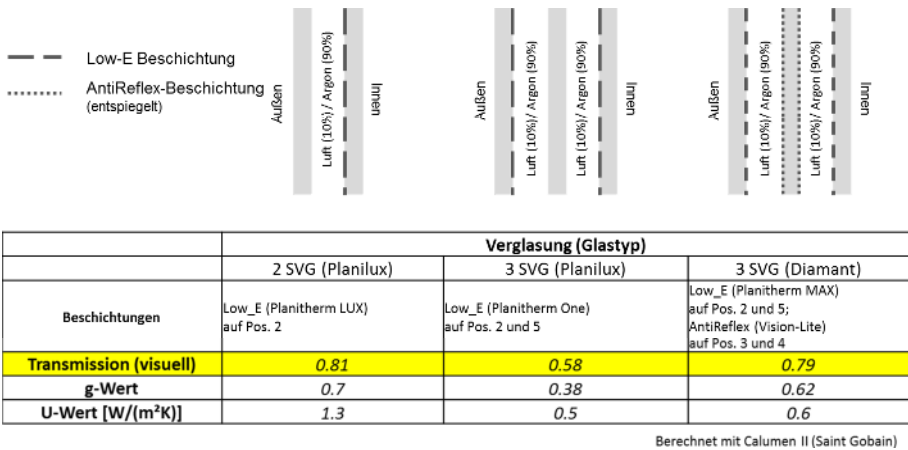 Low-E Beschichtung
AntiReflex-Beschichtung
(entspiegelt)
Außen
Luft (10%)/ Argon (90%)
Innen
Außen
Luft (10%)/ Argon (90%)
Luft (10%)/ Argon (90%)
Innen
Außen
Luft (10%)/ Argon (90%)
Luft (10%)/ Argon (90%)
Innen
Verglasung (Glastyp)
2 SVG (Planilux) 3 SVG (Planilux) 3 SVG (Diamant)
Beschichtungen
Low_E (Planitherm LUX)
auf Pos. 2
Low_E (Planitherm One)
auf Pos. 2 und 5
Low_E (Planitherm MAX)
auf Pos. 2 und 5;
AntiReflex (Vision-Lite)
auf Pos. 3 und 4
Transmission (visuell) 0.81 0.58 0.79
g-Wert 0.7 0.38 0.62
U-Wert [W/(m²K)] 1.3 0.5 0.6
Berechnet mit Calumen II (Saint Gobain)